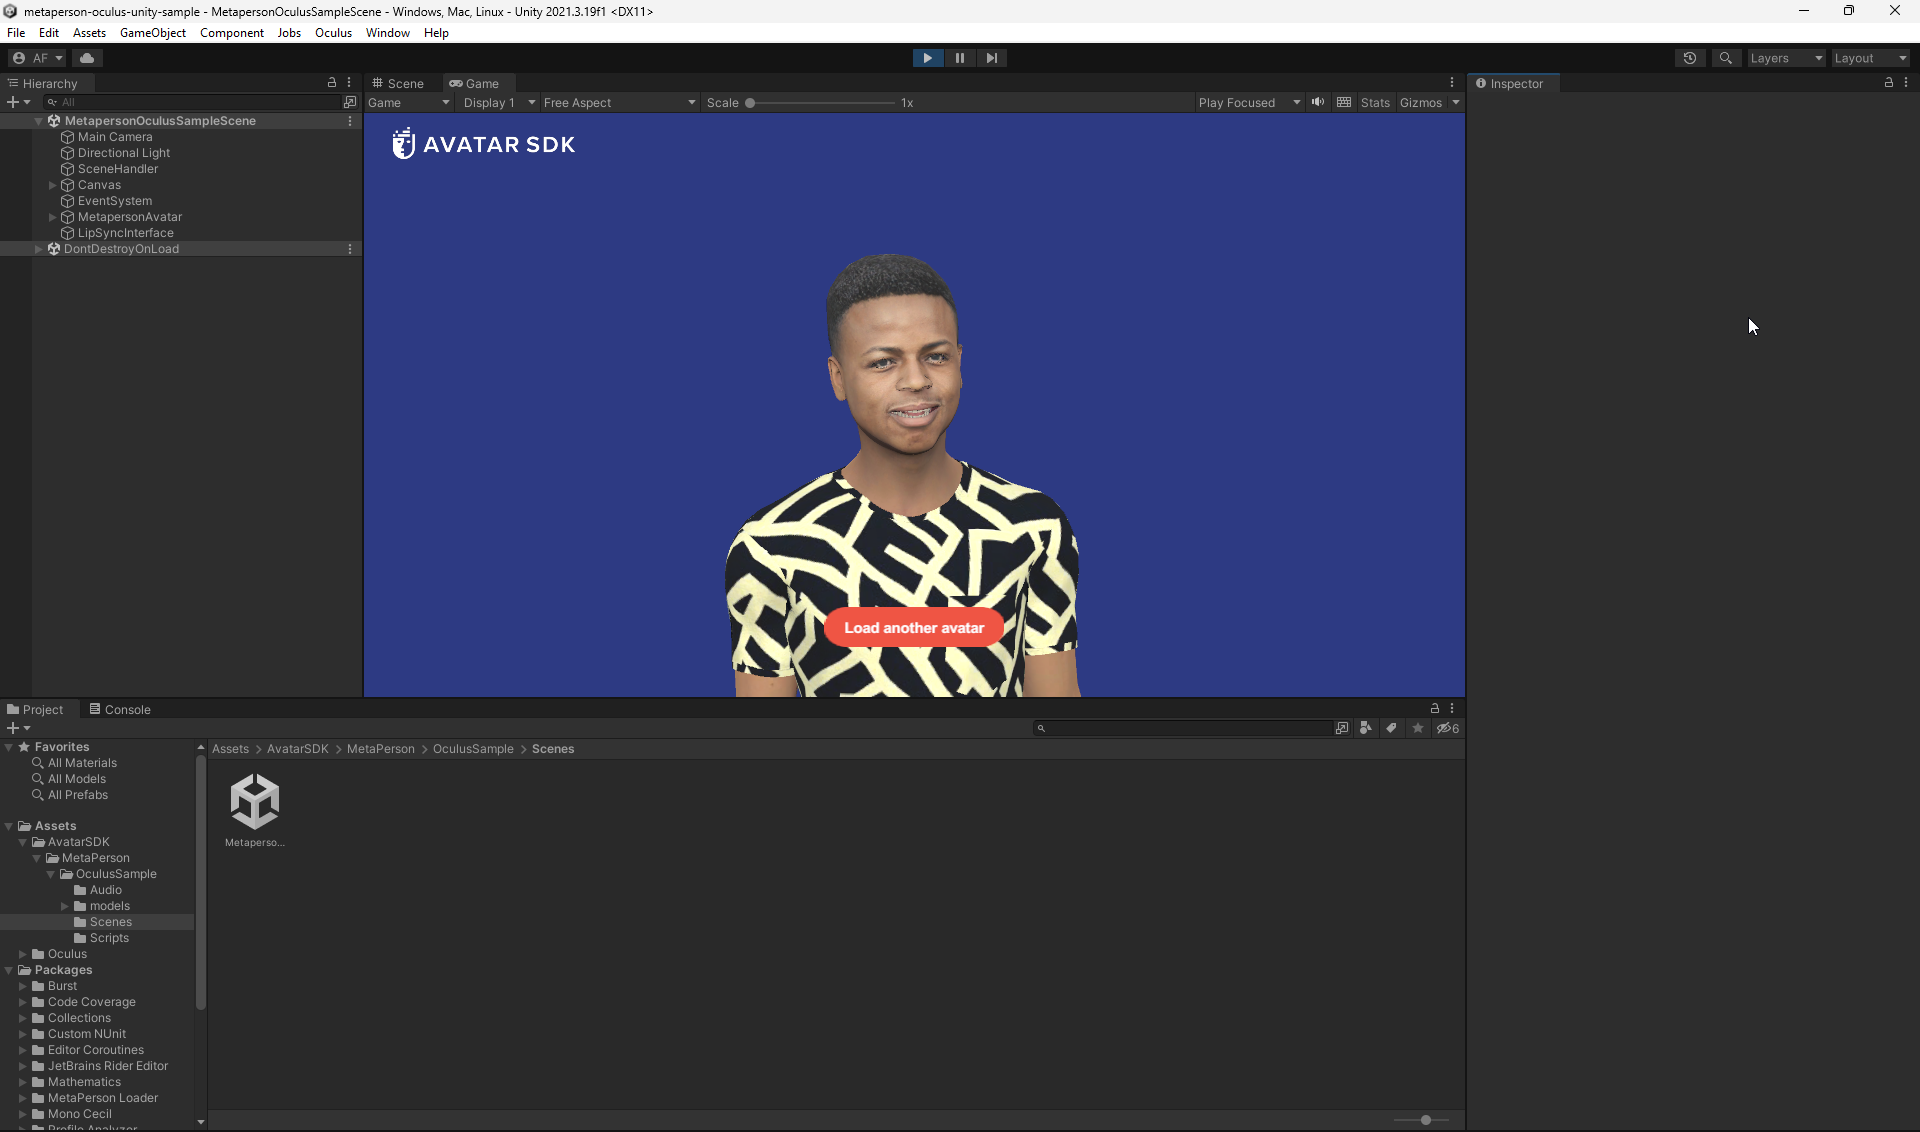 metaperson-oculus-unity-sample - MetapersonOculusSampleScene - Windows, Mac, Linux - Unity 2021.3.19f1 <DX11>
File Edit Assets GameObject Component Jobs Oculus Window Help
AF
Layers Layout
Hierarchy
All
MetapersonOculusSampleScene
Main Camera
Directional Light
SceneHandler
Canvas
EventSystem
MetapersonAvatar
LipSyncInterface
DontDestroyOnLoad
Scene Game
Game Display 1 Free Aspect Scale 1x Play Focused Stats Gizmos
AVATAR SDK
Load another avatar
Inspector
Project Console
6
Favorites
All Materials
All Models
All Prefabs
Assets
AvatarSDK
MetaPerson
OculusSample
Audio
models
Scenes
Scripts
Oculus
Packages
Burst
Code Coverage
Collections
Custom NUnit
Editor Coroutines
JetBrains Rider Editor
Mathematics
MetaPerson Loader
Mono Cecil
Profile Analyzer
Assets > AvatarSDK > MetaPerson > OculusSample > Scenes
Metaperso...